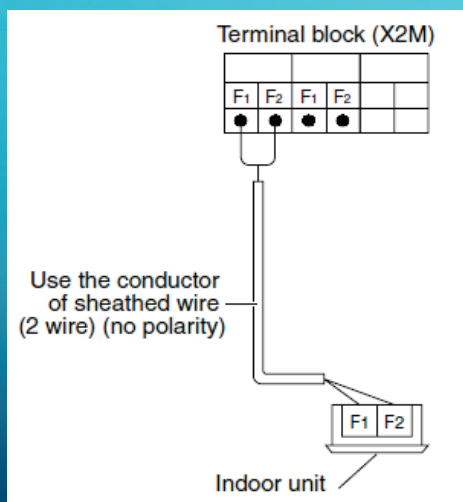 Terminal block (X2M)
F1 F2 F1 F2
Use the conductor
of sheathed wire
(2 wire) (no polarity)
F1 F2
Indoor unit